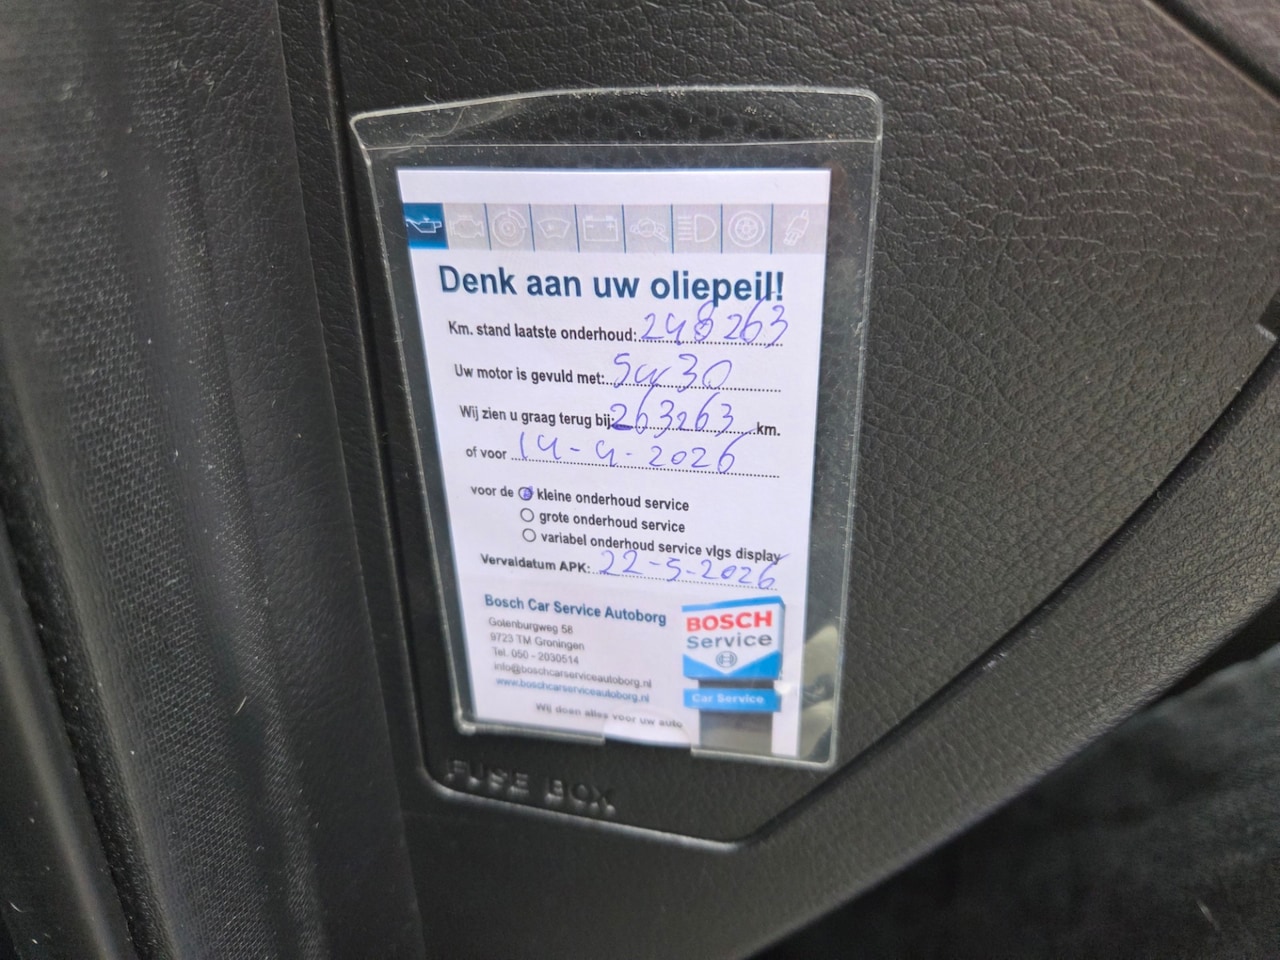 Denk aan uw oliepeil!
Km. stand laatste onderhoud: 248263
Uw motor is gevuld met: 5w30
Wij zien u graag terug bij: 263263 km.
of voor 14-4-2026
voor de kleine onderhoud service
grote onderhoud service
variabel onderhoud service vlgs display
Vervaldatum APK: 22-5-2026
Bosch Car Service Autoborg
Gotenburgweg 58
9723 TM Groningen
Tel. 050 - 2030514
info@boschcarserviceautoborg.nl
www.boschcarserviceautoborg.nl
BOSCH
Service
Car Service
Wij doen alles voor uw auto
FUSE BOX